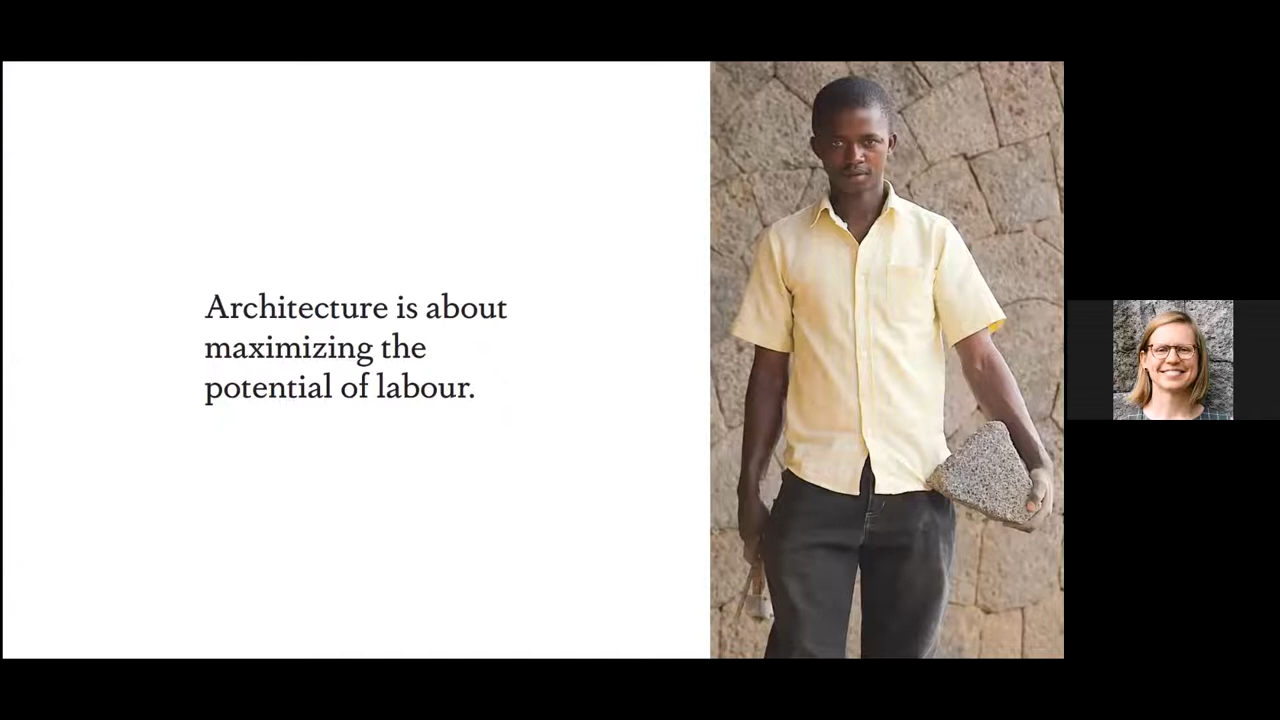 Architecture is about
maximizing the
potential of labour.